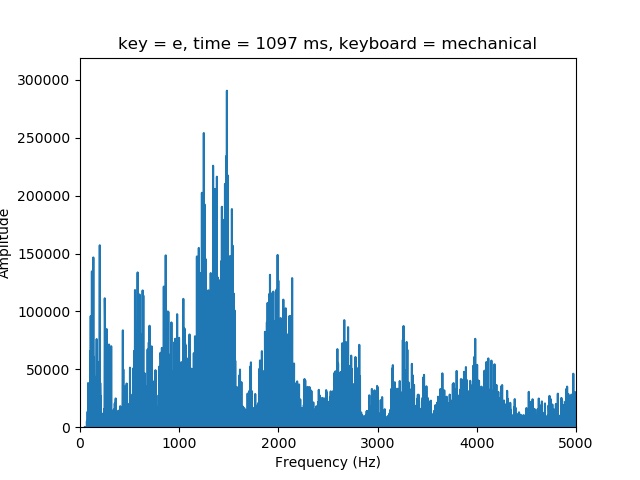 key = e, time = 1097 ms, keyboard = mechanical
300000
250000
200000
150000
100000
50000
0
Amplitude
0 1000 2000 3000 4000 5000
Frequency (Hz)